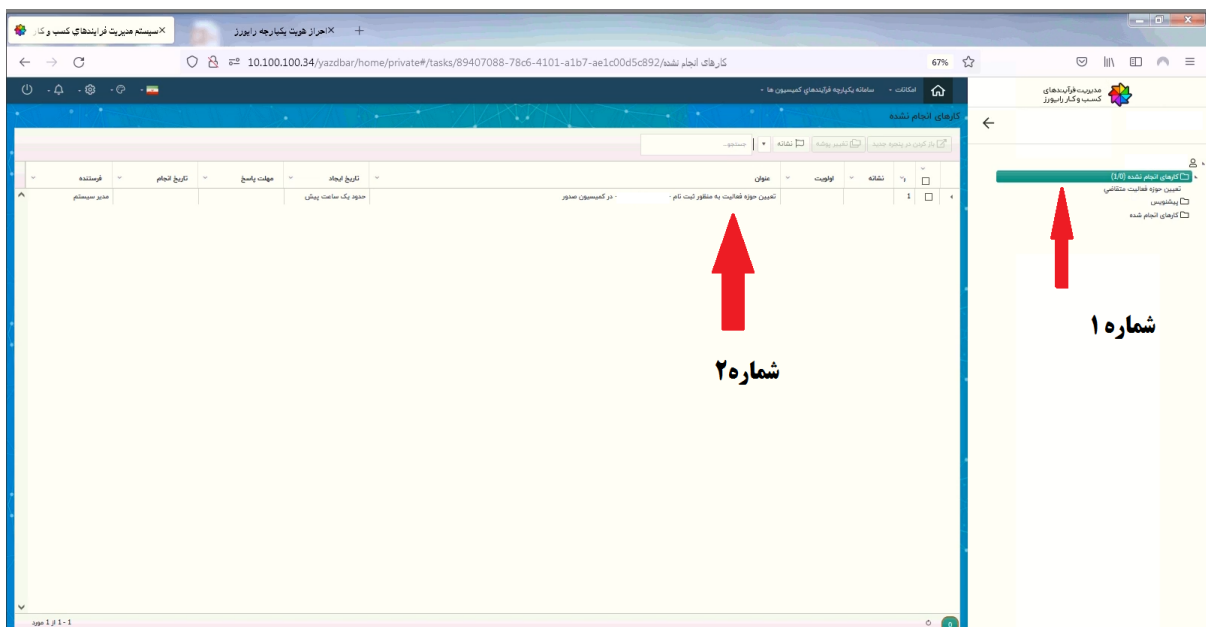 سیستم مدیریت فرایندهای کسب و کار
احراز هویت یکپارچه رایورز
10.100.100.34/yazdbar/home/private#/tasks/89407088-78c6-4101-a1b7-ae1c00d5c892/کارهای انجام نشده
67%
مدیریت فرآیندهای
کسب و کار رایورز
امکانات
سامانه یکپارچه فرآیندهای کمیسیون ها
کارهای انجام نشده
باز کردن در پنجره جدید
تغییر پوشه
نشانه
جستجو...
نشانه
اولویت
عنوان
تاریخ ایجاد
مهلت پاسخ
تاریخ انجام
فرستنده
1
تعیین حوزه فعالیت به منظور ثبت نام -
- در کمیسیون صدور
حدود یک ساعت پیش
مدیر سیستم
کارهای انجام نشده (1/0)
تعیین حوزه فعالیت متقاضی
پیشنویس
کارهای انجام شده
شماره ۱
شماره۲
1 - 1 از 1 مورد